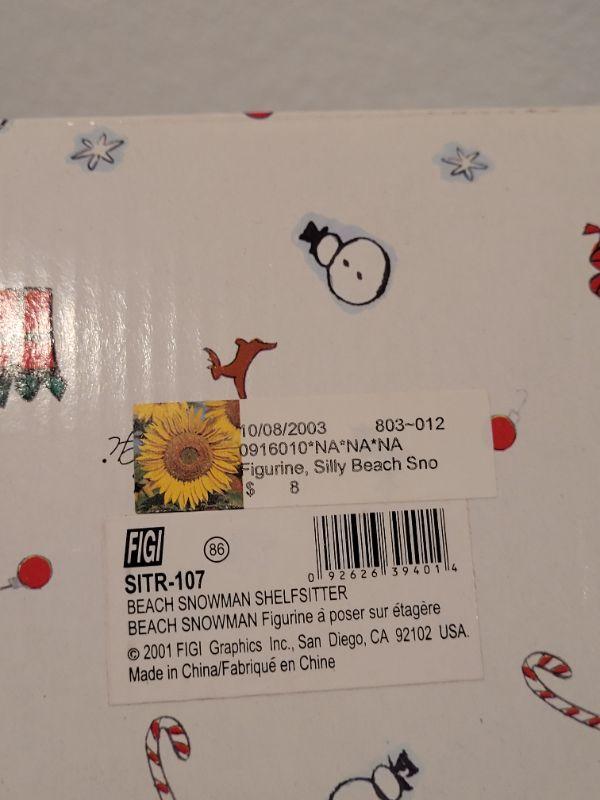 10/08/2003 803~012
0916010*NA*NA*NA
Figurine, Silly Beach Sno
$ 8
FIGI 86
SITR-107
0 92626 39401 4
BEACH SNOWMAN SHELFSITTER
BEACH SNOWMAN Figurine à poser sur étagère
© 2001 FIGI Graphics Inc., San Diego, CA 92102 USA.
Made in China/Fabriqué en Chine